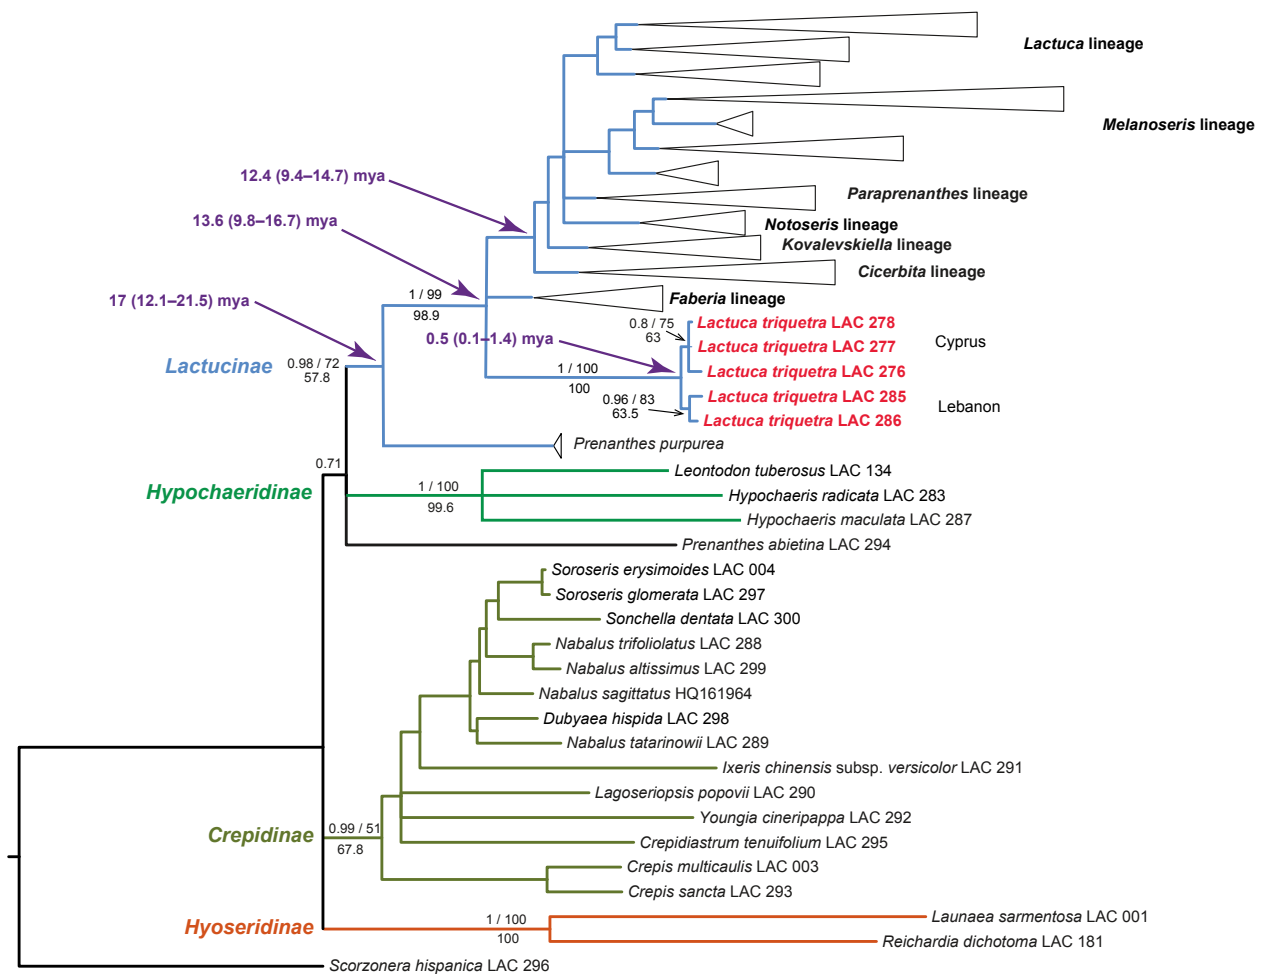 Lactuca lineage
Melanoseris lineage
12.4 (9.4–14.7) mya
Paraprenanthes lineage
13.6 (9.8–16.7) mya
Notoseris lineage
Kovalevskiella lineage
Cicerbita lineage
17 (12.1–21.5) mya
1 / 99
98.9
Faberia lineage
0.8 / 75
63
Lactuca triquetra LAC 278
0.5 (0.1–1.4) mya
Lactuca triquetra LAC 277
Cyprus
Lactucinae
0.98 / 72
57.8
1 / 100
100
Lactuca triquetra LAC 276
0.96 / 83
63.5
Lactuca triquetra LAC 285
Lebanon
Lactuca triquetra LAC 286
Prenanthes purpurea
0.71
Leontodon tuberosus LAC 134
Hypochaeridinae
1 / 100
99.6
Hypochaeris radicata LAC 283
Hypochaeris maculata LAC 287
Prenanthes abietina LAC 294
Soroseris erysimoides LAC 004
Soroseris glomerata LAC 297
Sonchella dentata LAC 300
Nabalus trifoliolatus LAC 288
Nabalus altissimus LAC 299
Nabalus sagittatus HQ161964
Dubyaea hispida LAC 298
Nabalus tatarinowii LAC 289
Ixeris chinensis subsp. versicolor LAC 291
Lagoseriopsis popovii LAC 290
Youngia cineripappa LAC 292
Crepidinae
0.99 / 51
67.8
Crepidiastrum tenuifolium LAC 295
Crepis multicaulis LAC 003
Crepis sancta LAC 293
Hyoseridinae
1 / 100
100
Launaea sarmentosa LAC 001
Reichardia dichotoma LAC 181
Scorzonera hispanica LAC 296